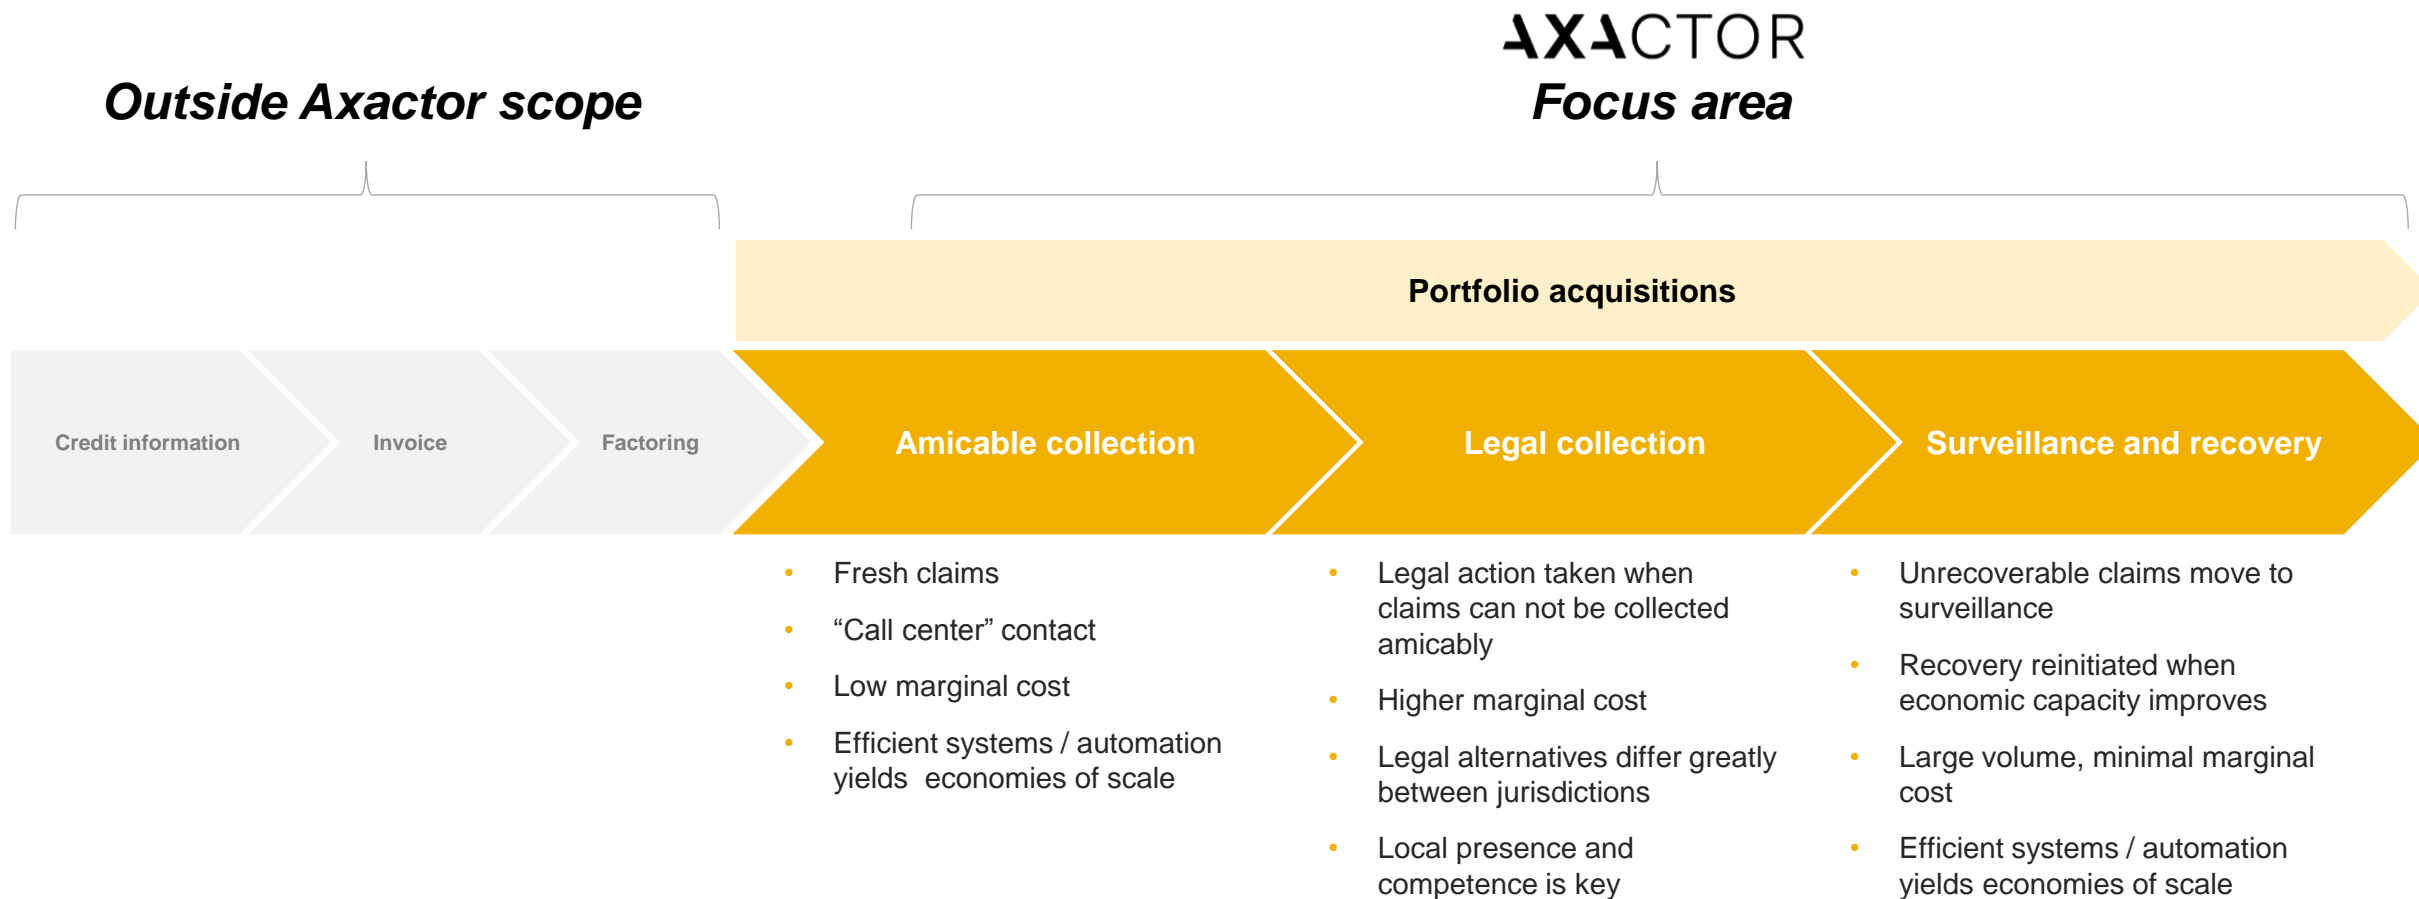 AXACTOR
Outside Axactor scope
Focus area
Portfolio acquisitions
Credit information
Invoice
Factoring
Amicable collection
Legal collection
Surveillance and recovery
• Fresh claims
• “Call center” contact
• Low marginal cost
• Efficient systems / automation
yields economies of scale
• Legal action taken when
claims can not be collected
amicably
• Higher marginal cost
• Legal alternatives differ greatly
between jurisdictions
• Local presence and
competence is key
• Unrecoverable claims move to
surveillance
• Recovery reinitiated when
economic capacity improves
• Large volume, minimal marginal
cost
• Efficient systems / automation
yields economies of scale